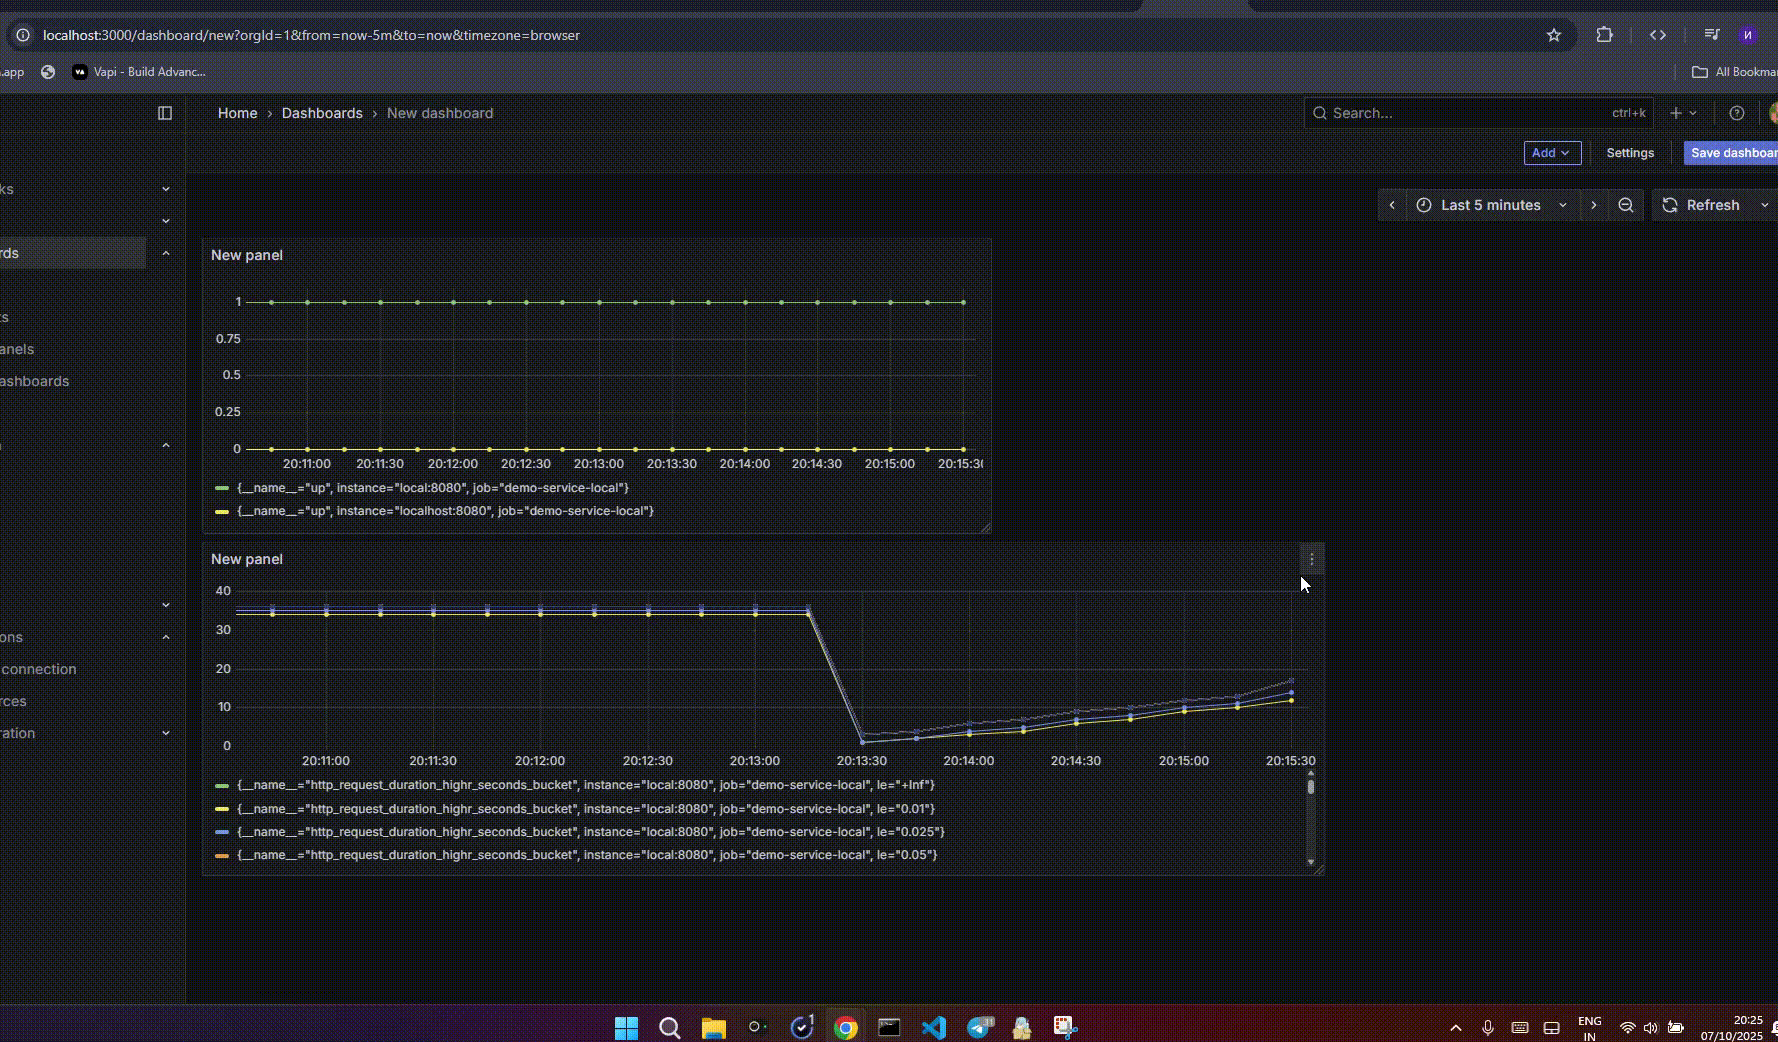 localhost:3000/dashboard/new?orgId=1&from=now-5m&to=now&timezone=browser
И
.app
Vapi - Build Advanc...
All Bookmar
Home › Dashboards › New dashboard
Search...
ctrl+k
Add
Settings
Save dashboar
ks
Last 5 minutes
Refresh
rds
ts
anels
ashboards
ons
connection
rces
ration
New panel
1
0.75
0.5
0.25
0
20:11:00 20:11:30 20:12:00 20:12:30 20:13:00 20:13:30 20:14:00 20:14:30 20:15:00 20:15:30
{__name__="up", instance="local:8080", job="demo-service-local"}
{__name__="up", instance="localhost:8080", job="demo-service-local"}
New panel
40
30
20
10
0
20:11:00 20:11:30 20:12:00 20:12:30 20:13:00 20:13:30 20:14:00 20:14:30 20:15:00 20:15:30
{__name__="http_request_duration_highr_seconds_bucket", instance="local:8080", job="demo-service-local", le="+Inf"}
{__name__="http_request_duration_highr_seconds_bucket", instance="local:8080", job="demo-service-local", le="0.01"}
{__name__="http_request_duration_highr_seconds_bucket", instance="local:8080", job="demo-service-local", le="0.025"}
{__name__="http_request_duration_highr_seconds_bucket", instance="local:8080", job="demo-service-local", le="0.05"}
1
31
ENG
IN
20:25
07/10/2025